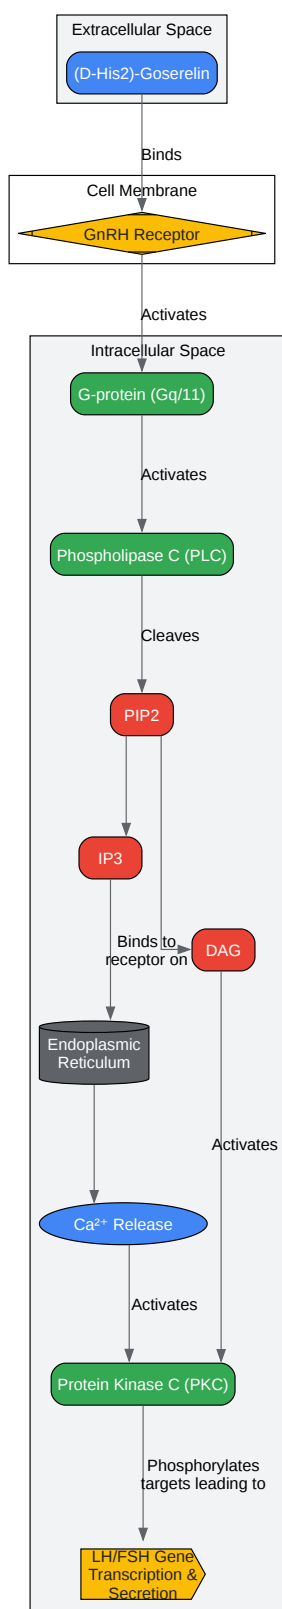 Extracellular Space
(D-His2)-Goserelin
Binds
Cell Membrane
GnRH Receptor
Activates
Intracellular Space
G-protein (Gq/11)
Activates
Phospholipase C (PLC)
Cleaves
PIP2
IP3
Binds to
receptor on
DAG
Endoplasmic
Reticulum
Activates
Ca²⁺ Release
Activates
Protein Kinase C (PKC)
Phosphorylates
targets leading to
LH/FSH Gene
Transcription &
Secretion